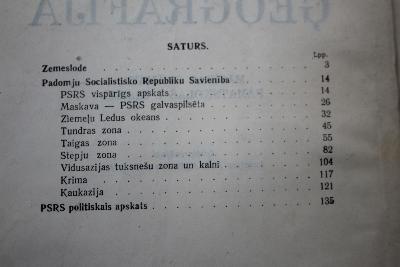 ĢEOGRAFIJA
SATURS.
Lpp.
Zemeslode . . . . . . . . . . . . 3
Padomju Socialistisko Republiku Savienība . . . . . 14
PSRS vispārīgs apskats . . . . . . . . . 14
Maskava — PSRS galvaspilsēta . . . . . . . 26
Ziemeļu Ledus okeans . . . . . . . . . 32
Tundras zona . . . . . . . . . . . 45
Taigas zona . . . . . . . . . . . 55
Stepju zona . . . . . . . . . . . 82
Vidusazijas tuksnešu zona un kalni . . . . . . 104
Krima . . . . . . . . . . . . 117
Kaukazija . . . . . . . . . . . 121
PSRS politiskais apskats . . . . . . . . . 135